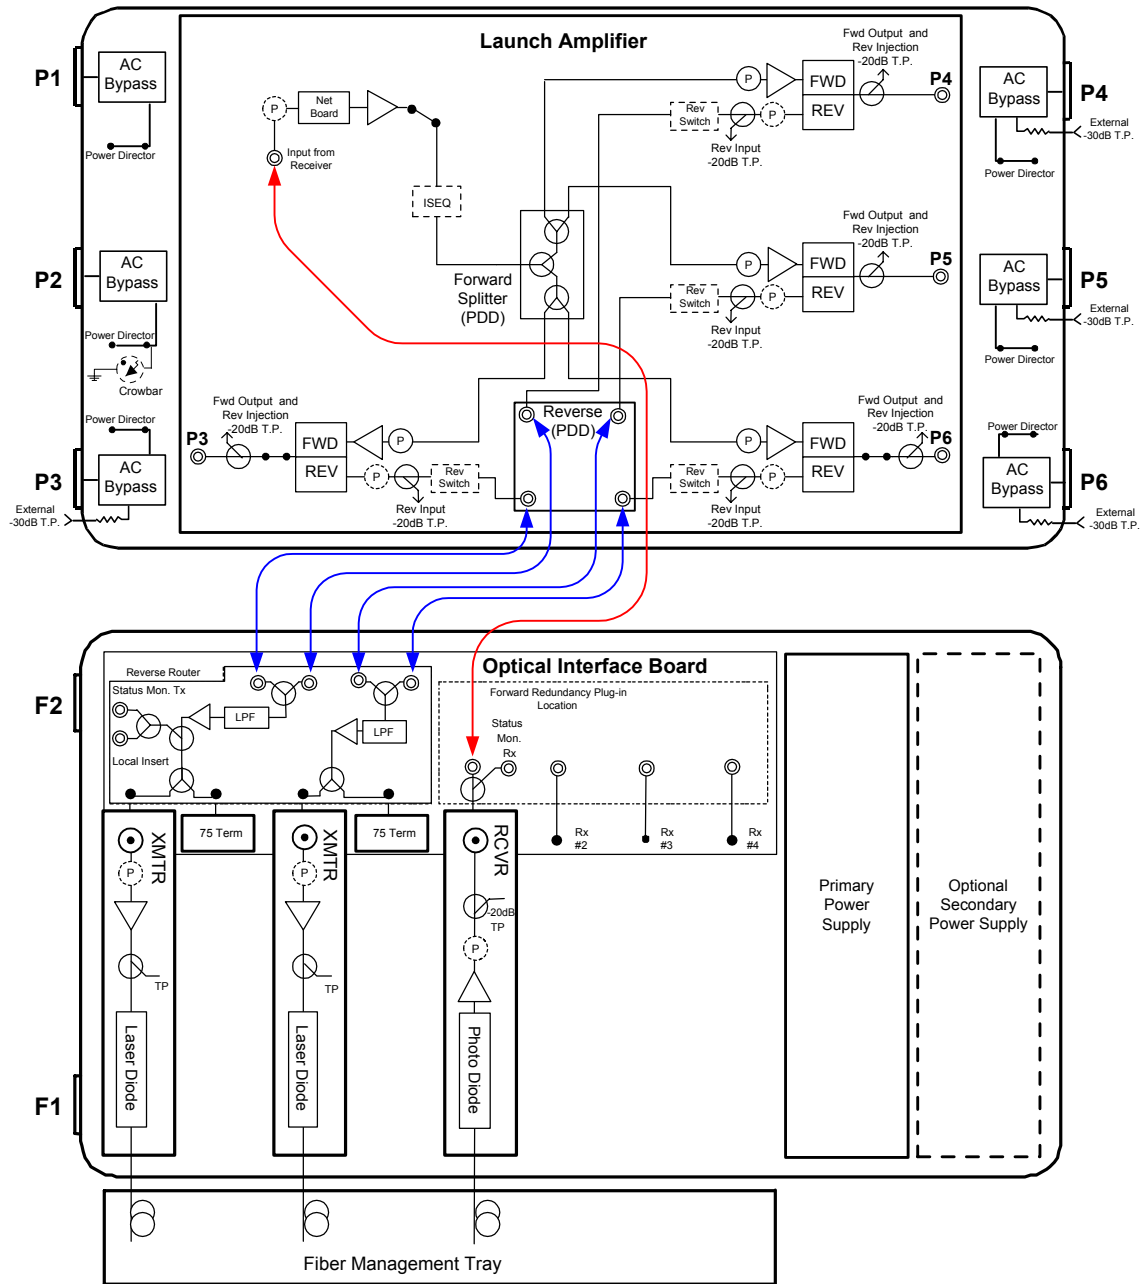 Launch Amplifier
P1
AC
Bypass
Power Director
P
Net
Board
Input from
Receiver
ISEQ
Forward
Splitter
(PDD)
Fwd Output and
Rev Injection
-20dB T.P.
P
FWD
REV
P4
Rev
Switch
P
Rev Input
-20dB T.P.
AC
Bypass
P4
External
-30dB T.P.
Power Director
P2
AC
Bypass
Power Director
Crowbar
Fwd Output and
Rev Injection
-20dB T.P.
P
FWD
REV
P5
Rev
Switch
P
Rev Input
-20dB T.P.
AC
Bypass
P5
External
-30dB T.P.
Power Director
Power Director
P3
AC
Bypass
External
-30dB T.P.
Fwd Output and
Rev Injection
-20dB T.P.
P3
FWD
REV
P
P
Rev
Switch
Rev Input
-20dB T.P.
Reverse
(PDD)
Fwd Output and
Rev Injection
-20dB T.P.
P
FWD
REV
P6
Rev
Switch
P
Rev Input
-20dB T.P.
Power Director
AC
Bypass
P6
External
-30dB T.P.
Optical Interface Board
F2
Reverse Router
Status Mon. Tx
LPF
LPF
Local Insert
Forward Redundancy Plug-in
Location
Status
Mon.
Rx
75 Term
75 Term
Rx
#2
Rx
#3
Rx
#4
XMTR
P
TP
Laser Diode
XMTR
P
TP
Laser Diode
RCVR
-20dB
TP
P
Photo Diode
Primary
Power
Supply
Optional
Secondary
Power Supply
F1
Fiber Management Tray